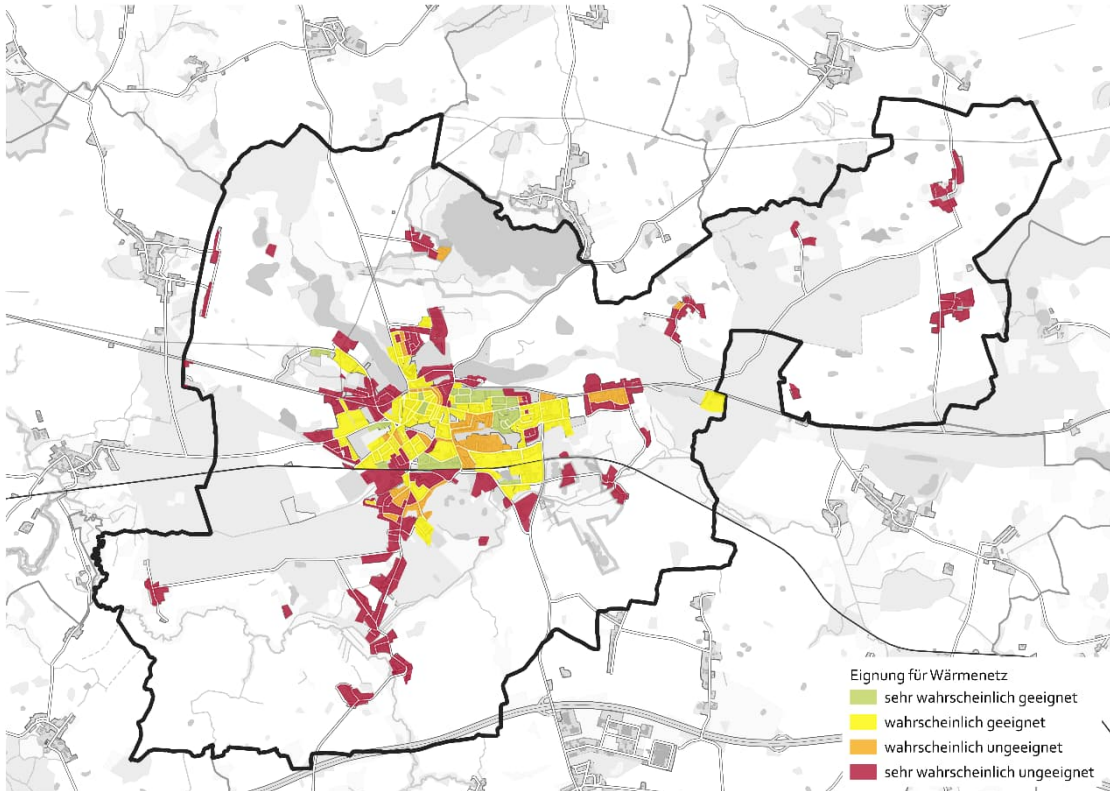 Eignung für Wärmenetz
sehr wahrscheinlich geeignet
wahrscheinlich geeignet
wahrscheinlich ungeeignet
sehr wahrscheinlich ungeeignet